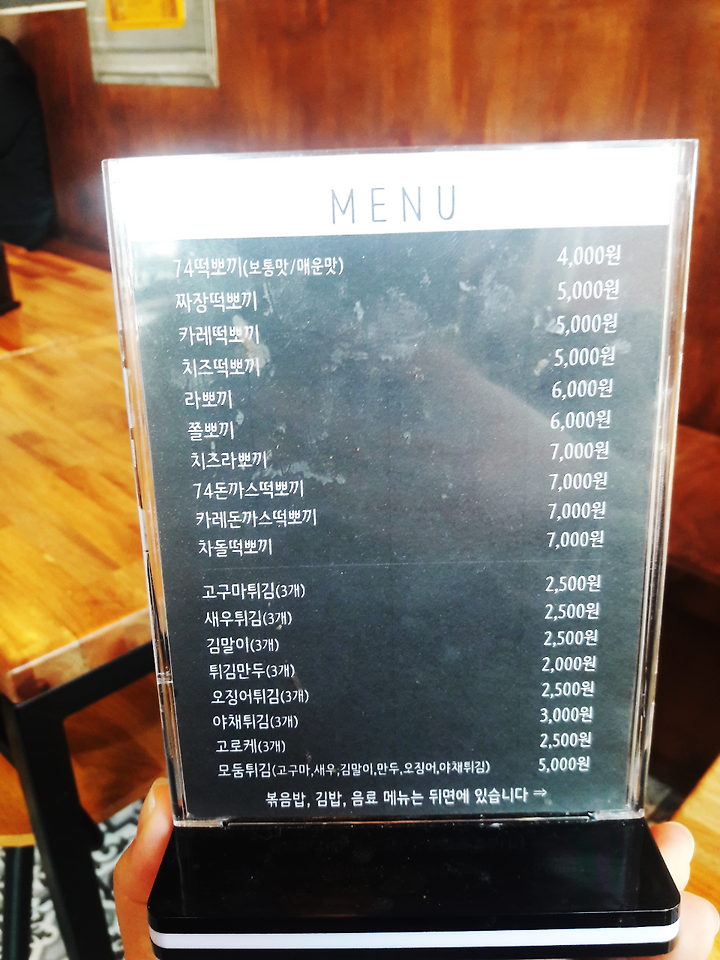 MENU
74떡뽀끼(보통맛/매운맛) 4,000원
짜장떡뽀끼 5,000원
카레떡뽀끼 5,000원
치즈떡뽀끼 5,000원
라뽀끼 6,000원
쫄뽀끼 6,000원
치즈라뽀끼 7,000원
74돈까스떡뽀끼 7,000원
카레돈까스떡뽀끼 7,000원
차돌떡뽀끼 7,000원
고구마튀김(3개) 2,500원
새우튀김(3개) 2,500원
김말이(3개) 2,500원
튀김만두(3개) 2,000원
오징어튀김(3개) 2,500원
야채튀김(3개) 3,000원
고로케(3개) 2,500원
모둠튀김(고구마,새우,김말이,만두,오징어,야채튀김) 5,000원
볶음밥, 김밥, 음료 메뉴는 뒤면에 있습니다 ⇒